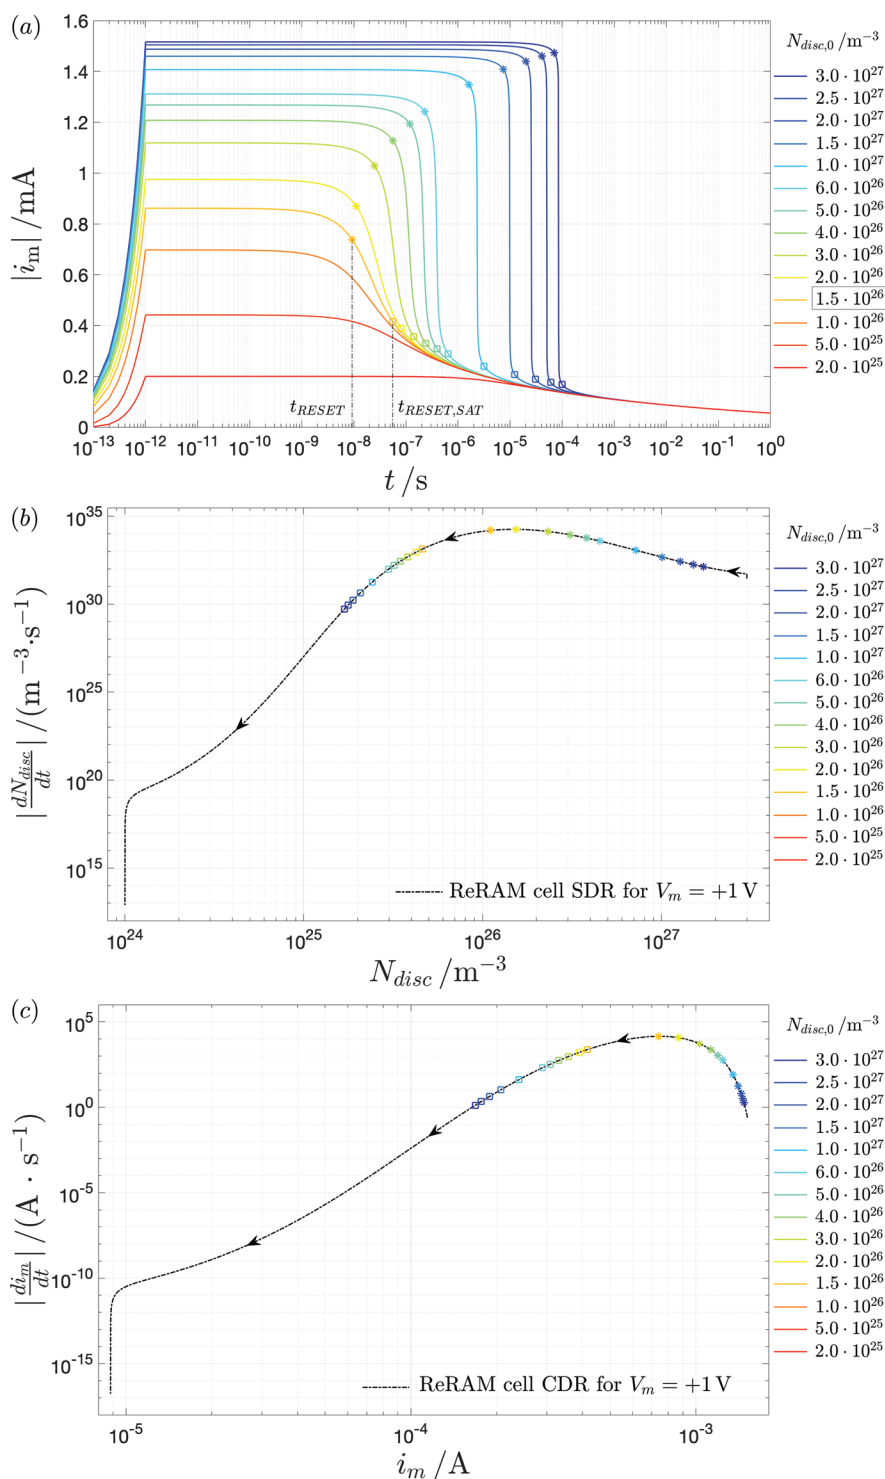 (a)
|i_m| /mA
1.6
1.4
1.2
1
0.8
0.6
0.4
0.2
0
t_RESET
t_RESET,SAT
10^-13 10^-12 10^-11 10^-10 10^-9 10^-8 10^-7 10^-6 10^-5 10^-4 10^-3 10^-2 10^-1 10^0
t /s
N_disc,0 /m^-3
3.0 · 10^27
2.5 · 10^27
2.0 · 10^27
1.5 · 10^27
1.0 · 10^27
6.0 · 10^26
5.0 · 10^26
4.0 · 10^26
3.0 · 10^26
2.0 · 10^26
1.5 · 10^26
1.0 · 10^26
5.0 · 10^25
2.0 · 10^25
(b)
|dN_disc/dt| /(m^-3·s^-1)
10^35
10^30
10^25
10^20
10^15
ReRAM cell SDR for V_m = +1 V
10^24 10^25 10^26 10^27
N_disc /m^-3
N_disc,0 /m^-3
3.0 · 10^27
2.5 · 10^27
2.0 · 10^27
1.5 · 10^27
1.0 · 10^27
6.0 · 10^26
5.0 · 10^26
4.0 · 10^26
3.0 · 10^26
2.0 · 10^26
1.5 · 10^26
1.0 · 10^26
5.0 · 10^25
2.0 · 10^25
(c)
|di_m/dt| /(A · s^-1)
10^5
10^0
10^-5
10^-10
10^-15
ReRAM cell CDR for V_m = +1 V
10^-5 10^-4 10^-3
i_m /A
N_disc,0 /m^-3
3.0 · 10^27
2.5 · 10^27
2.0 · 10^27
1.5 · 10^27
1.0 · 10^27
6.0 · 10^26
5.0 · 10^26
4.0 · 10^26
3.0 · 10^26
2.0 · 10^26
1.5 · 10^26
1.0 · 10^26
5.0 · 10^25
2.0 · 10^25